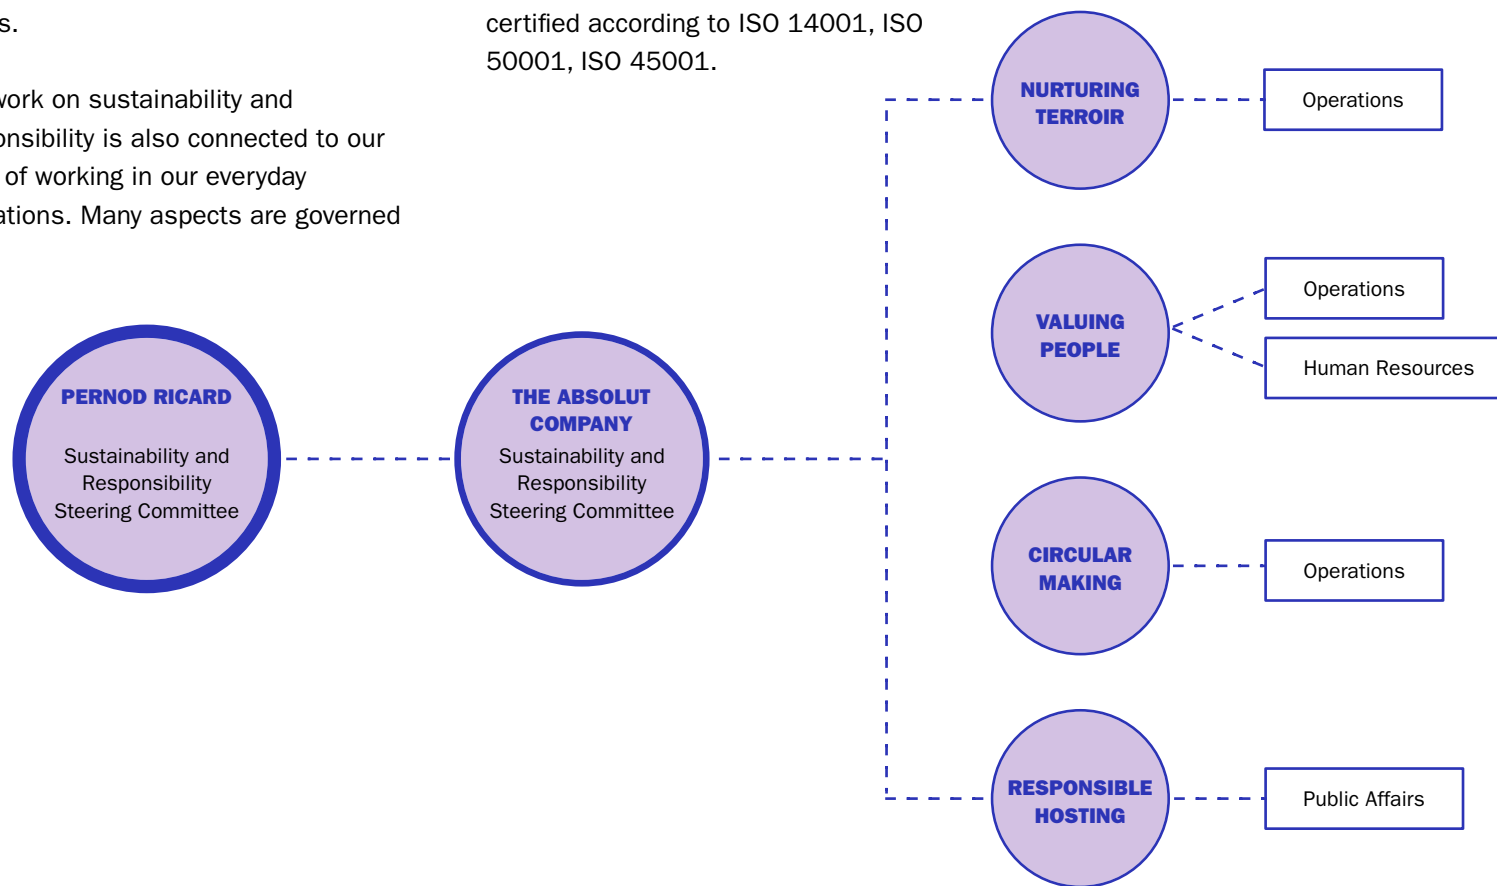 s.
work on sustainability and
onsibility is also connected to our
of working in our everyday
ations. Many aspects are governed
certified according to ISO 14001, ISO
50001, ISO 45001.
PERNOD RICARD
Sustainability and
Responsibility
Steering Committee
THE ABSOLUT
COMPANY
Sustainability and
Responsibility
Steering Committee
NURTURING
TERROIR
Operations
VALUING
PEOPLE
Operations
Human Resources
CIRCULAR
MAKING
Operations
RESPONSIBLE
HOSTING
Public Affairs